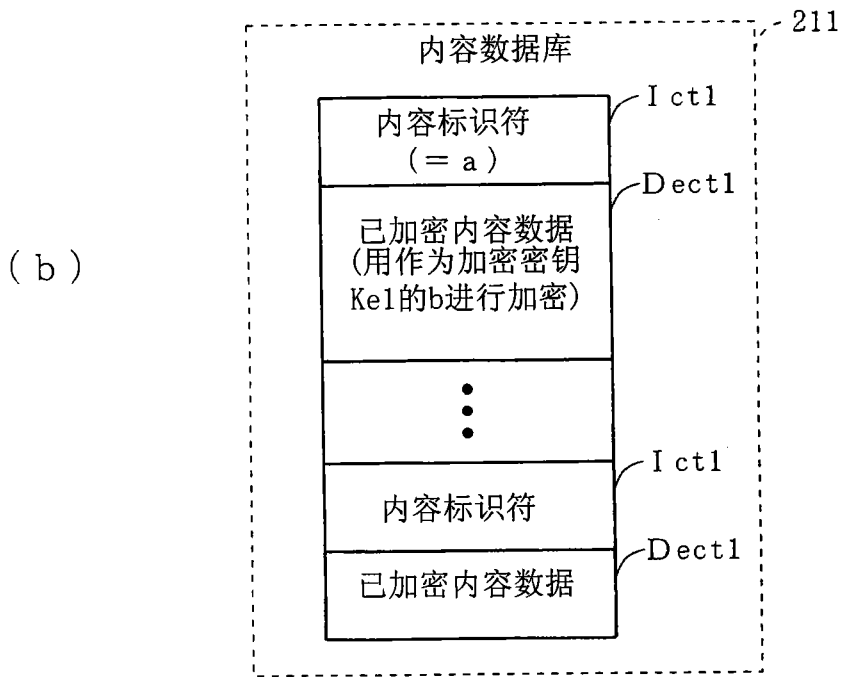 211
内容数据库
Ict1
内容标识符
(=a)
Dect1
已加密内容数据
(用作为加密密钥
Ke1的b进行加密)
(b)
Ict1
内容标识符
Dect1
已加密内容数据